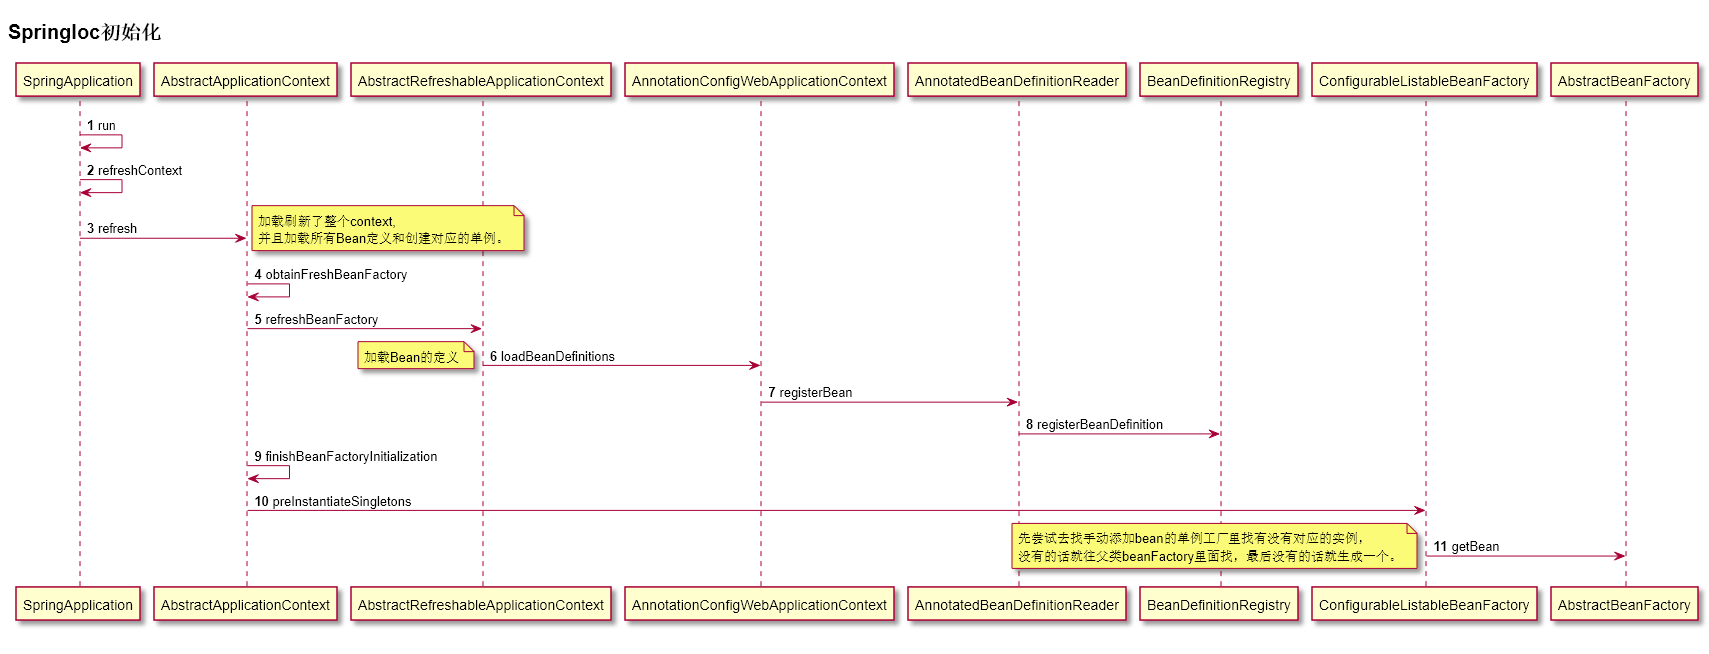 SpringIoc初始化
SpringApplication
AbstractApplicationContext
AbstractRefreshableApplicationContext
AnnotationConfigWebApplicationContext
AnnotatedBeanDefinitionReader
BeanDefinitionRegistry
ConfigurableListableBeanFactory
AbstractBeanFactory
1 run
2 refreshContext
3 refresh
加载刷新了整个context,
并且加载所有Bean定义和创建对应的单例。
4 obtainFreshBeanFactory
5 refreshBeanFactory
加载Bean的定义
6 loadBeanDefinitions
7 registerBean
8 registerBeanDefinition
9 finishBeanFactoryInitialization
10 preInstantiateSingletons
先尝试去找手动添加bean的单例工厂里找有没有对应的实例，
没有的话就往父类beanFactory里面找，最后没有的话就生成一个。
11 getBean
SpringApplication
AbstractApplicationContext
AbstractRefreshableApplicationContext
AnnotationConfigWebApplicationContext
AnnotatedBeanDefinitionReader
BeanDefinitionRegistry
ConfigurableListableBeanFactory
AbstractBeanFactory